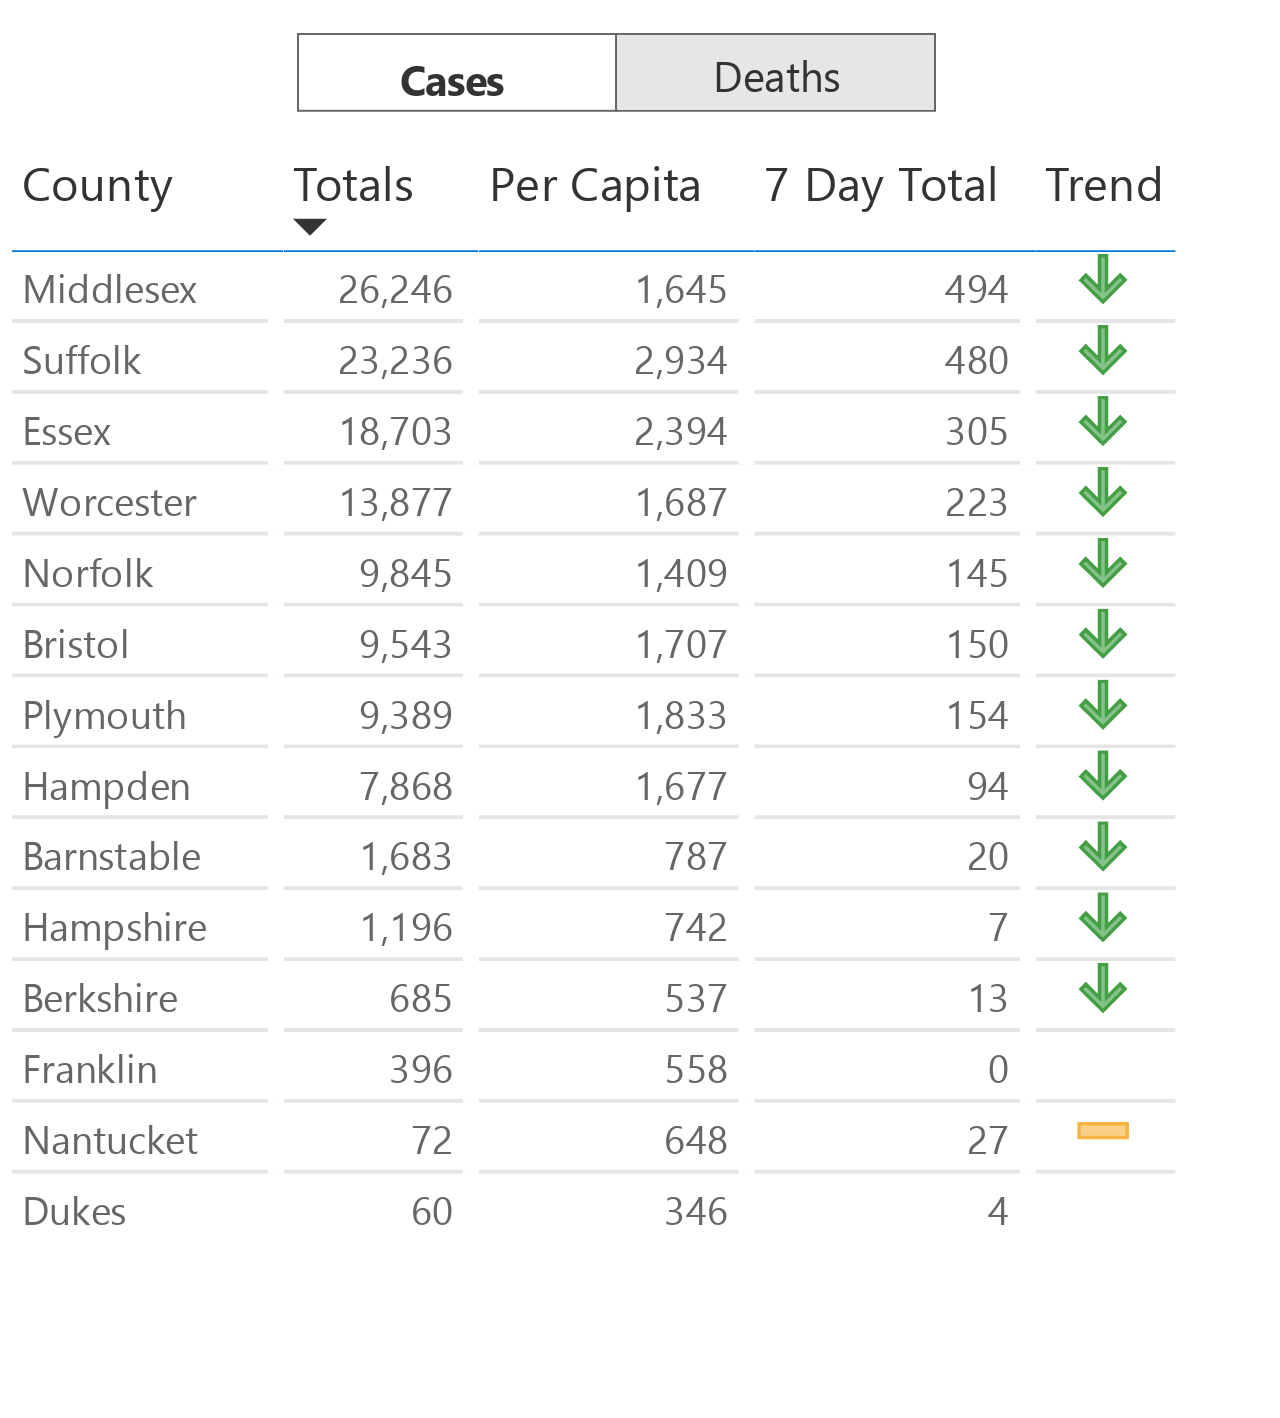 Cases Deaths
County Totals Per Capita 7 Day Total Trend
Middlesex 26,246 1,645 494
Suffolk 23,236 2,934 480
Essex 18,703 2,394 305
Worcester 13,877 1,687 223
Norfolk 9,845 1,409 145
Bristol 9,543 1,707 150
Plymouth 9,389 1,833 154
Hampden 7,868 1,677 94
Barnstable 1,683 787 20
Hampshire 1,196 742 7
Berkshire 685 537 13
Franklin 396 558 0
Nantucket 72 648 27
Dukes 60 346 4